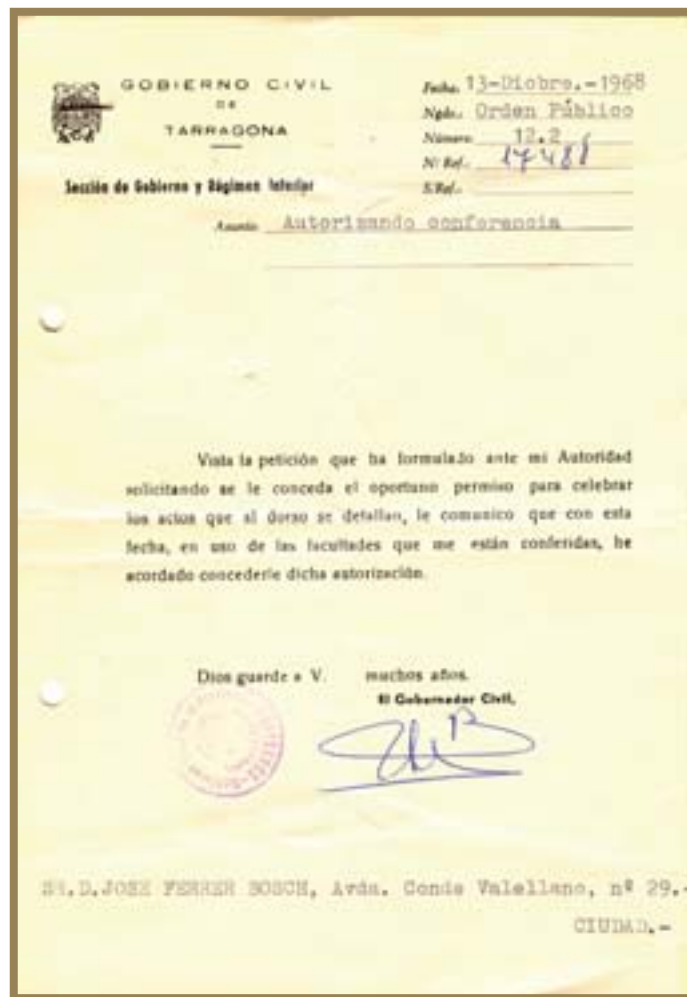 GOBIERNO CIVIL
DE
TARRAGONA
Sección de Gobierno y Régimen Interior
Fecha 13-Dicbre.-1968
Ngdo. Orden Público
Número 12.2
N/ Ref. 17488
S/Ref.
Asunto Autorizando conferencia
Vista la petición que ha formulado ante mi Autoridad
solicitando se le conceda el oportuno permiso para celebrar
los actos que al dorso se detallan, le comunico que con esta
fecha, en uso de las facultades que me están conferidas, he
acordado concederle dicha autorización.
Dios guarde a V. muchos años.
El Gobernador Civil,
SR.D.JOSE FERRER BOSCH, Avda. Conde Valellano, nº 29.-
CIUDAD.-